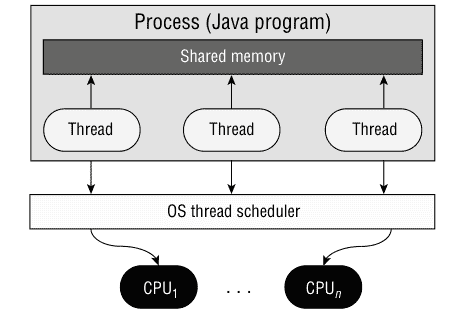 Process (Java program)
Shared memory
Thread Thread Thread
OS thread scheduler
CPU1 . . . CPUn